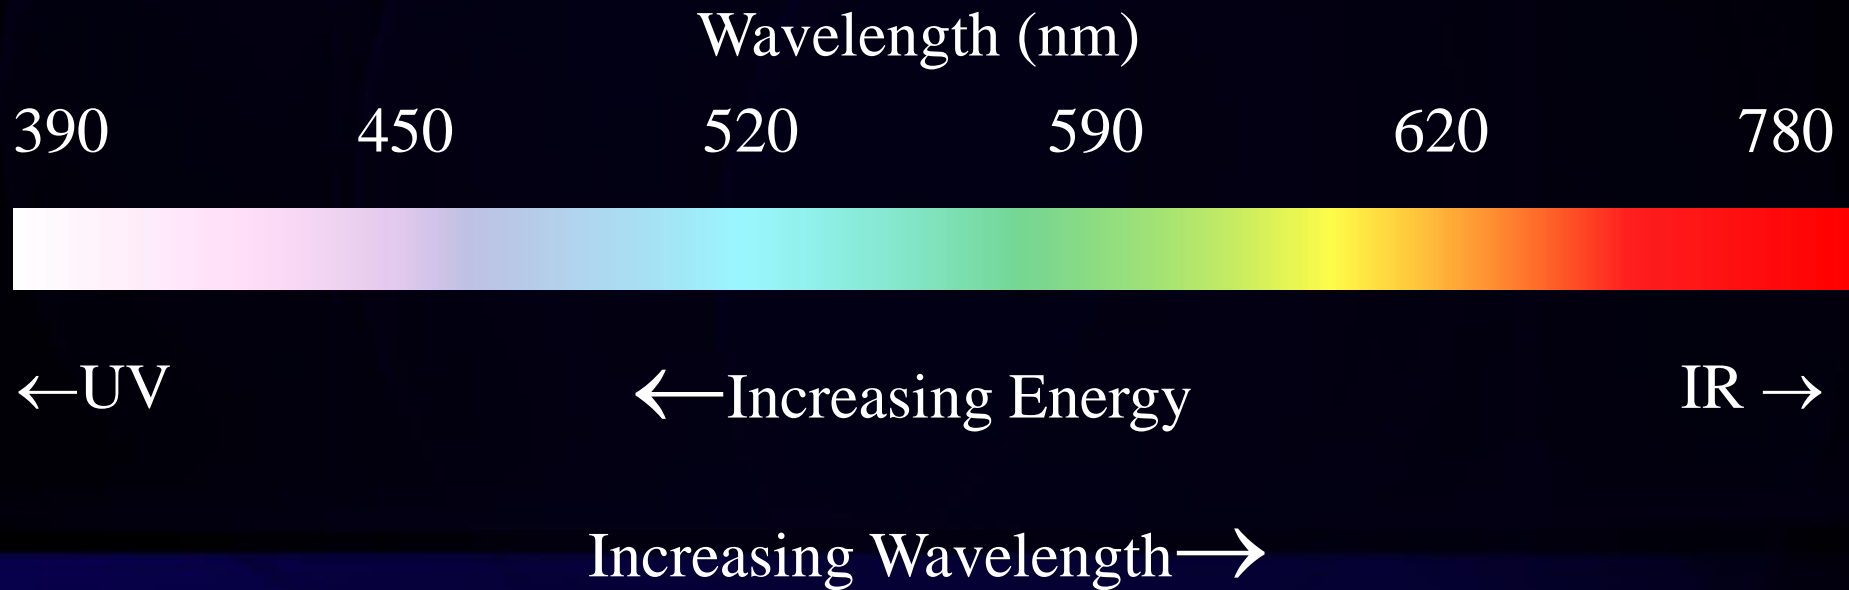 Wavelength (nm)
390 450 520 590 620 780
←UV ←Increasing Energy IR →
Increasing Wavelength→